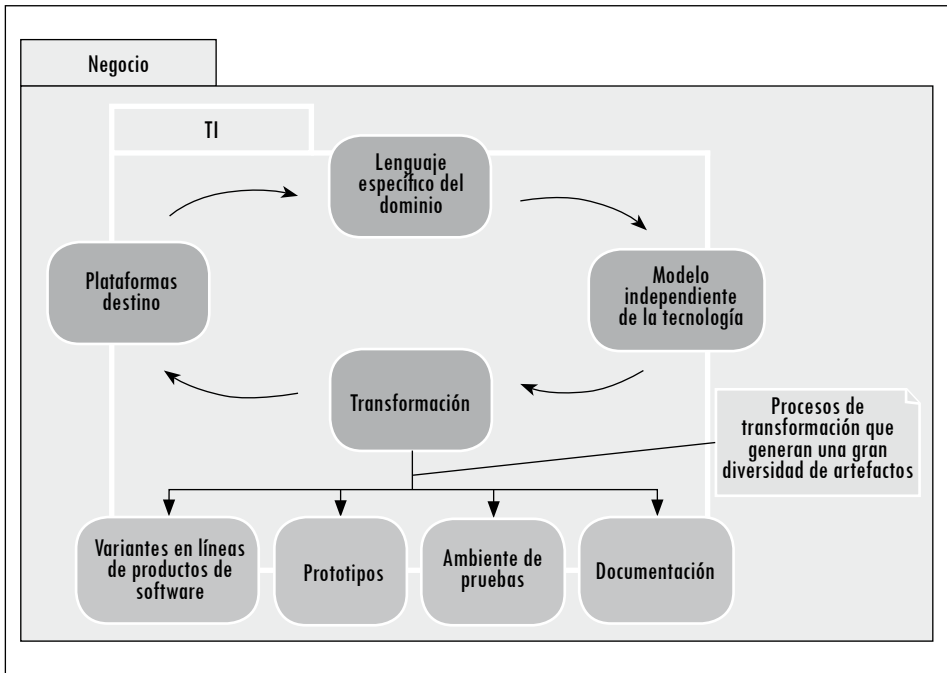 Negocio
TI
Lenguaje
específico del
dominio
Plataformas
destino
Modelo
independiente
de la tecnología
Transformación
Procesos de
transformación que
generan una gran
diversidad de artefactos
Variantes en líneas
de productos de
software
Prototipos
Ambiente de
pruebas
Documentación